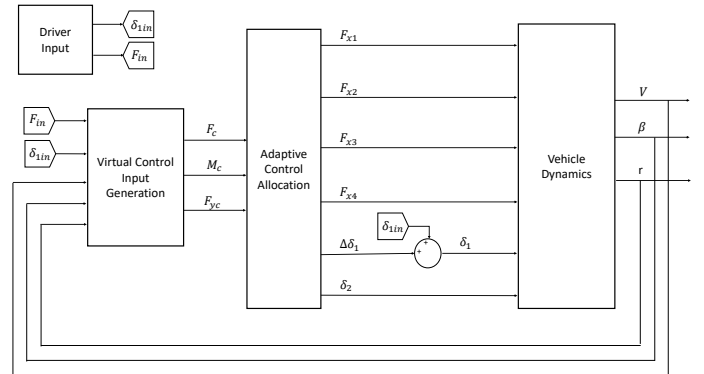 Driver
Input
δ1in
Fin
Fin
δ1in
Virtual Control
Input
Generation
Fc
Mc
Fyc
Adaptive
Control
Allocation
Fx1
Fx2
Fx3
Fx4
Δδ1
δ1in
+
+
δ1
δ2
Vehicle
Dynamics
V
β
r